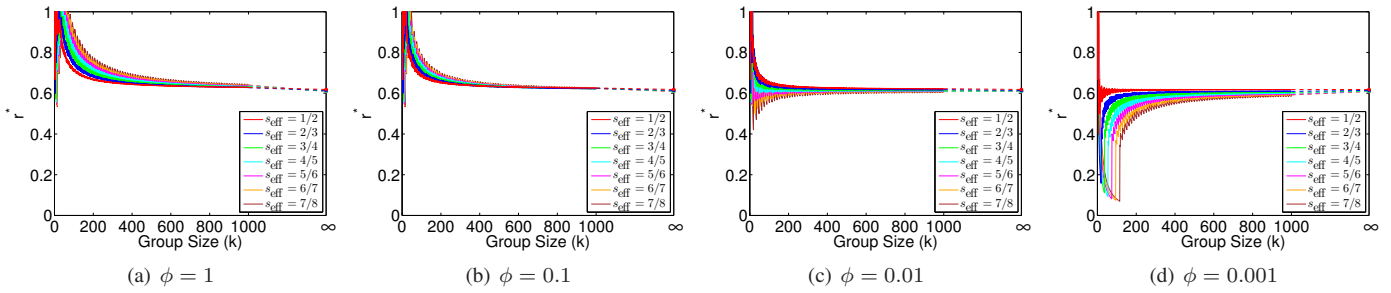 1
0.8
0.6
0.4
0.2
0
r*
0 200 400 600 800 1000 ∞
Group Size (k)
s_eff = 1/2
s_eff = 2/3
s_eff = 3/4
s_eff = 4/5
s_eff = 5/6
s_eff = 6/7
s_eff = 7/8
(a) ϕ = 1
1
0.8
0.6
0.4
0.2
0
r*
0 200 400 600 800 1000 ∞
Group Size (k)
s_eff = 1/2
s_eff = 2/3
s_eff = 3/4
s_eff = 4/5
s_eff = 5/6
s_eff = 6/7
s_eff = 7/8
(b) ϕ = 0.1
1
0.8
0.6
0.4
0.2
0
r*
0 200 400 600 800 1000 ∞
Group Size (k)
s_eff = 1/2
s_eff = 2/3
s_eff = 3/4
s_eff = 4/5
s_eff = 5/6
s_eff = 6/7
s_eff = 7/8
(c) ϕ = 0.01
1
0.8
0.6
0.4
0.2
0
r*
0 200 400 600 800 1000 ∞
Group Size (k)
s_eff = 1/2
s_eff = 2/3
s_eff = 3/4
s_eff = 4/5
s_eff = 5/6
s_eff = 6/7
s_eff = 7/8
(d) ϕ = 0.001